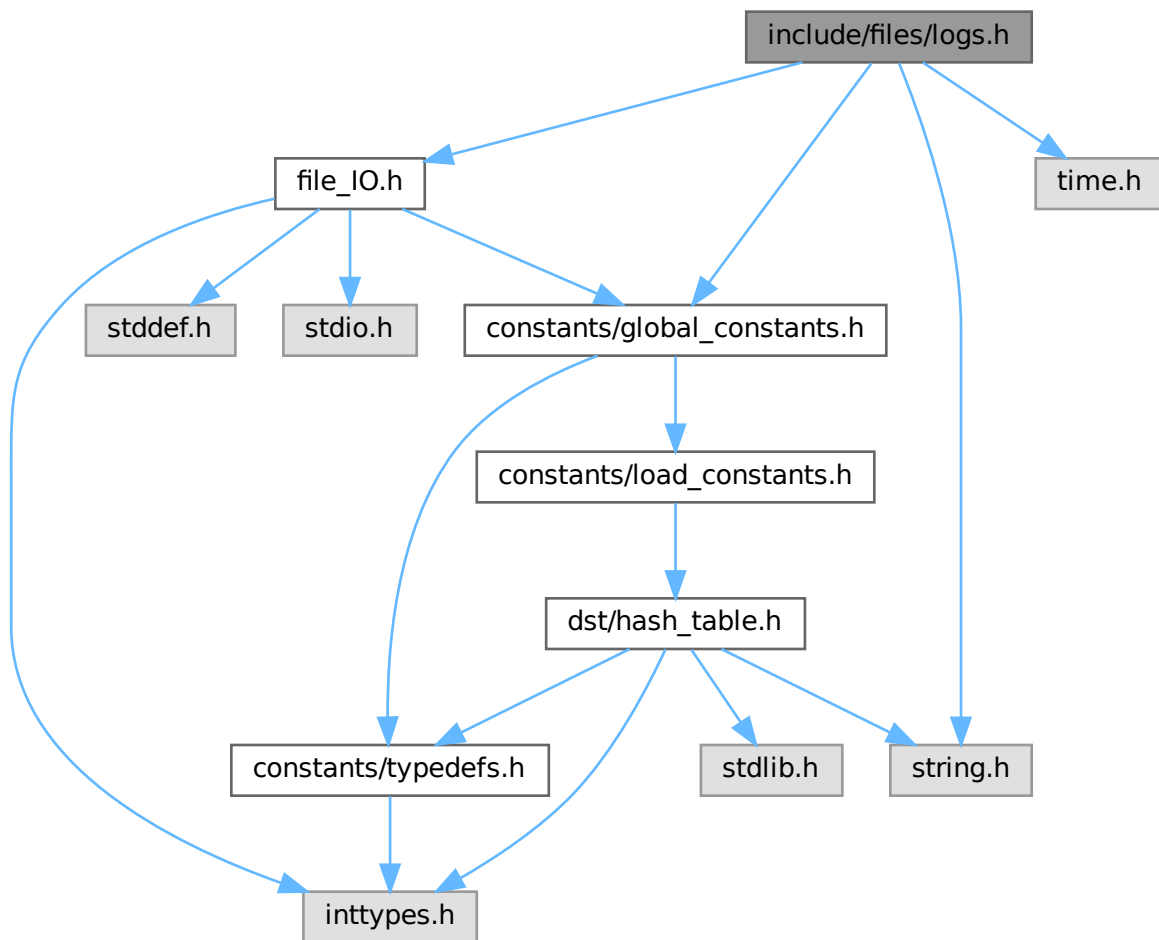 include/files/logs.h
file_IO.h
time.h
stddef.h
stdio.h
constants/global_constants.h
constants/load_constants.h
dst/hash_table.h
constants/typedefs.h
stdlib.h
string.h
inttypes.h